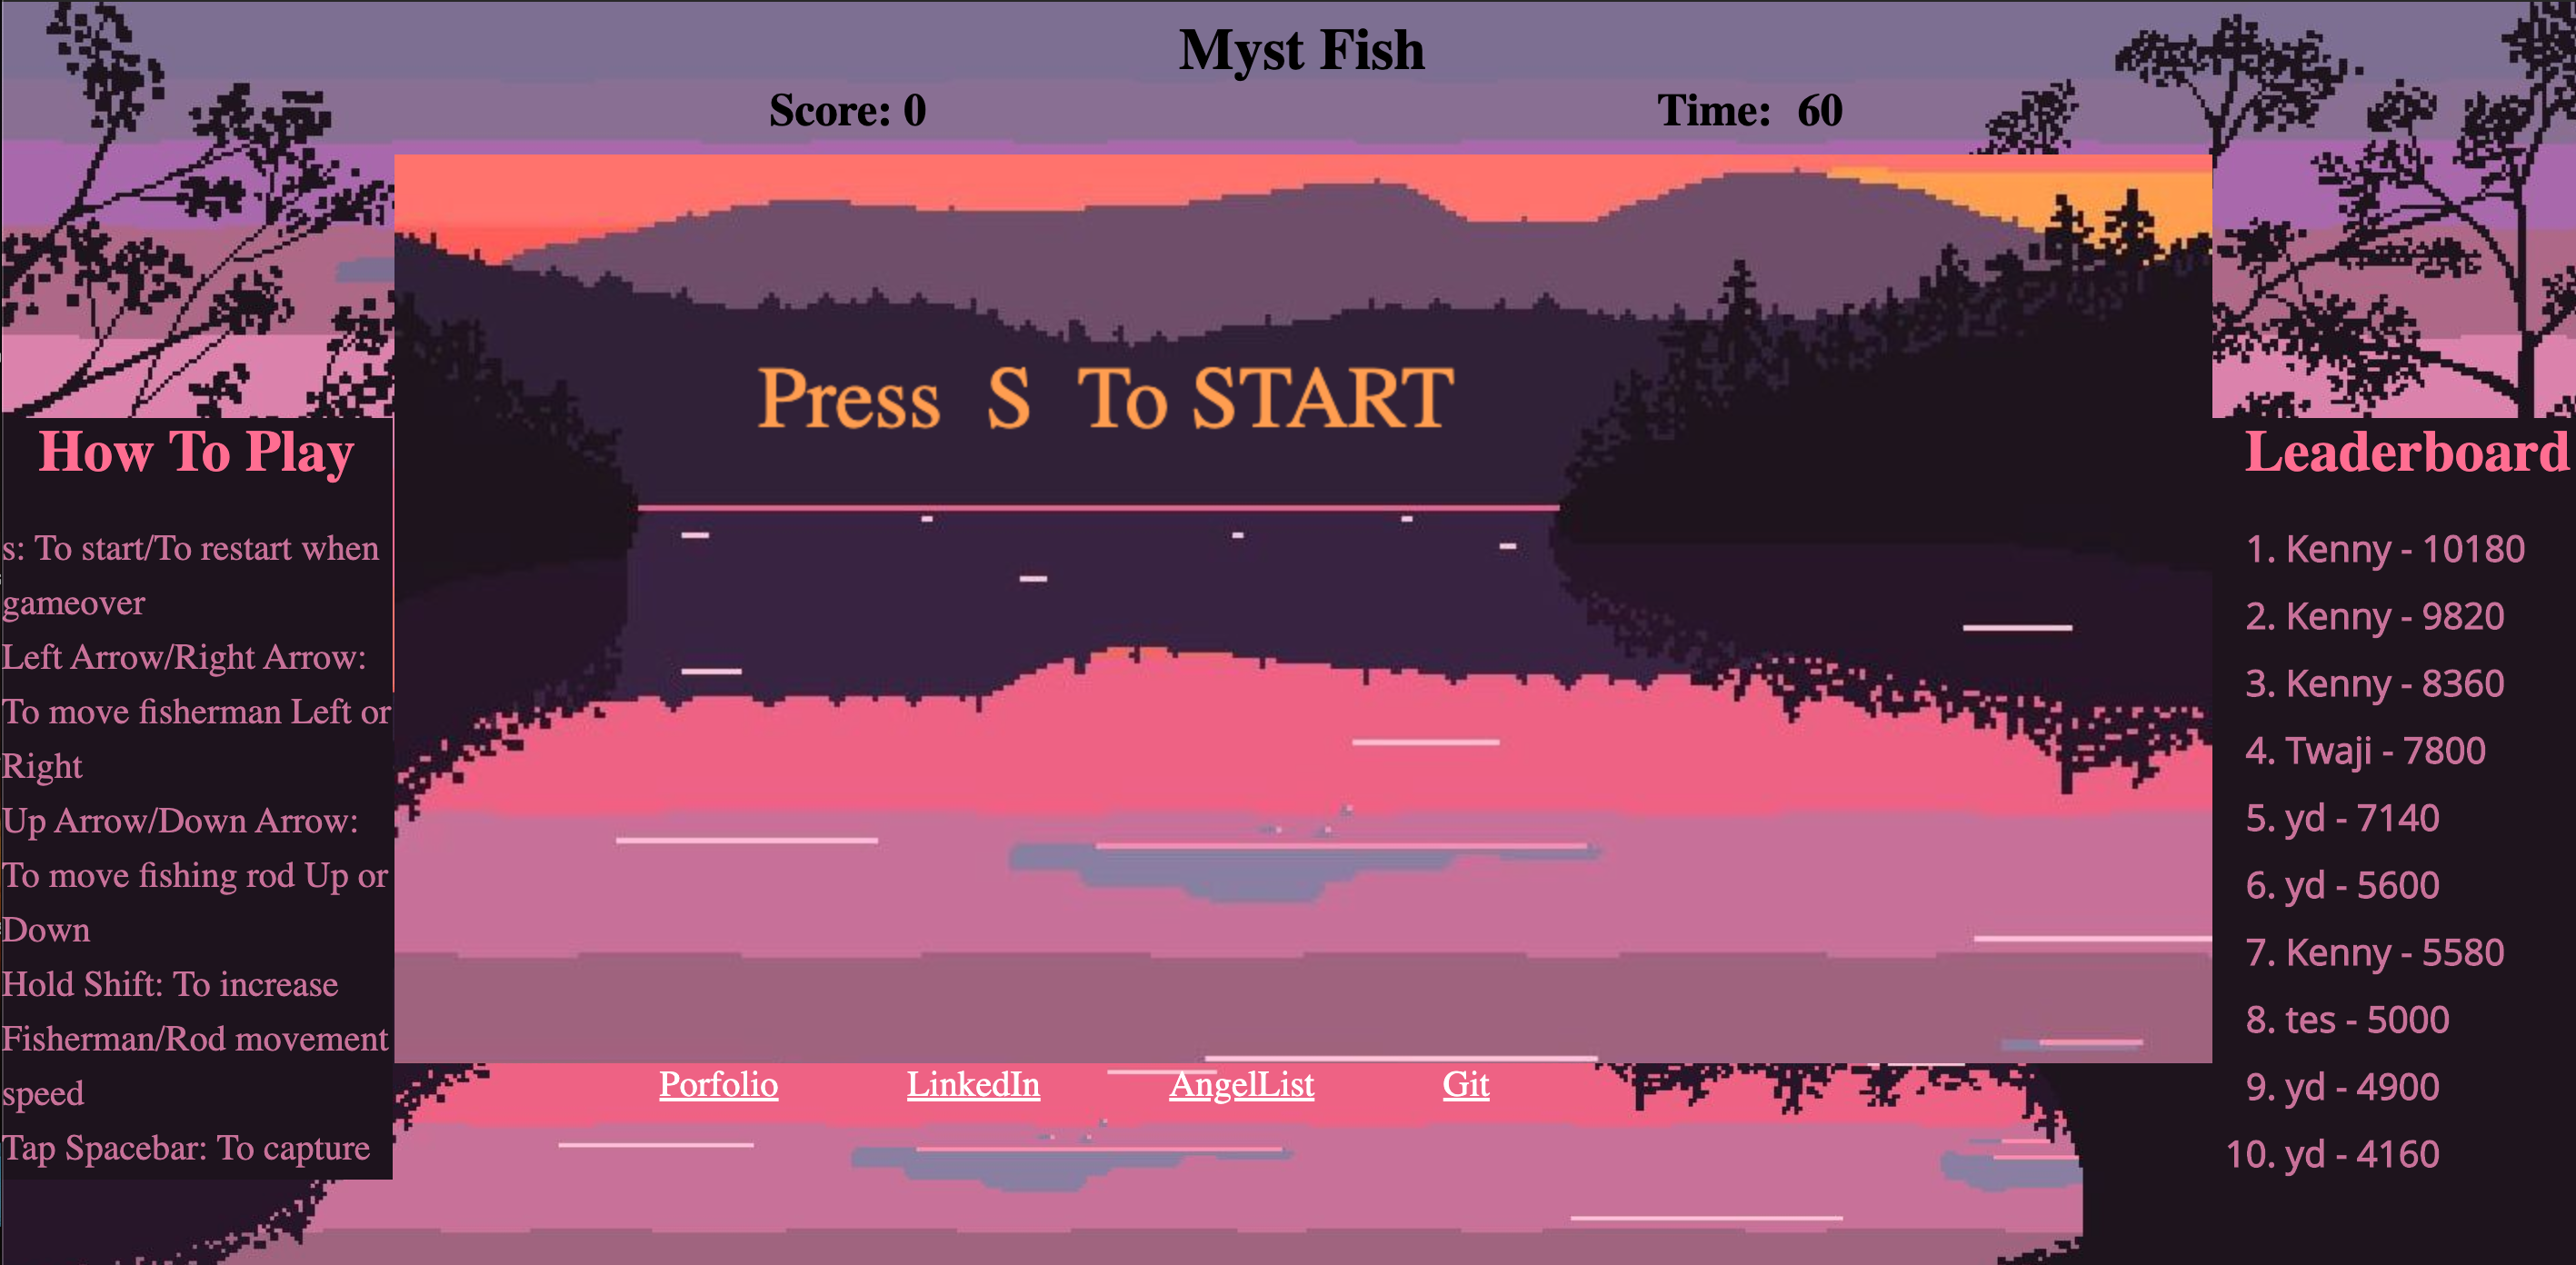 Myst Fish
Score: 0
Time: 60
Press S To START
How To Play
s: To start/To restart when
gameover
Left Arrow/Right Arrow:
To move fisherman Left or
Right
Up Arrow/Down Arrow:
To move fishing rod Up or
Down
Hold Shift: To increase
Fisherman/Rod movement
speed
Tap Spacebar: To capture
Leaderboard
1. Kenny - 10180
2. Kenny - 9820
3. Kenny - 8360
4. Twaji - 7800
5. yd - 7140
6. yd - 5600
7. Kenny - 5580
8. tes - 5000
9. yd - 4900
10. yd - 4160
Porfolio
LinkedIn
AngelList
Git